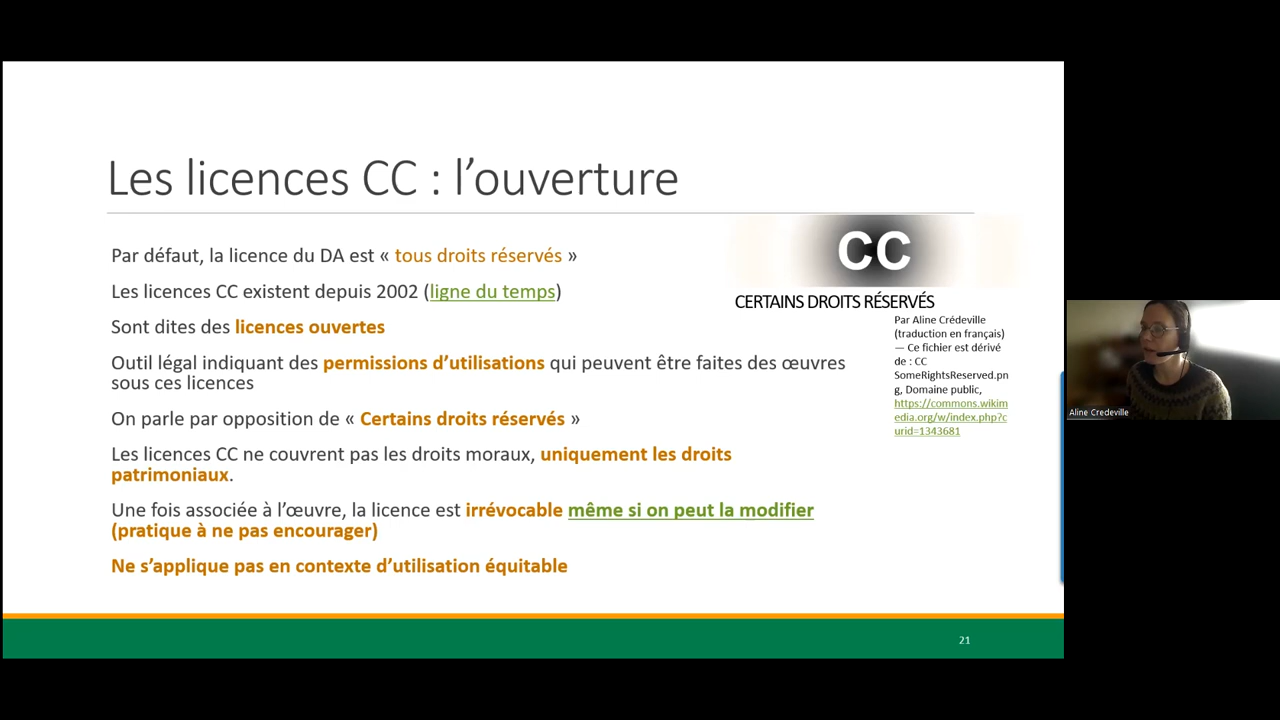 Les licences CC : l'ouverture
Par défaut, la licence du DA est « tous droits réservés »
Les licences CC existent depuis 2002 (ligne du temps)
Sont dites des licences ouvertes
Outil légal indiquant des permissions d'utilisations qui peuvent être faites des œuvres
sous ces licences
On parle par opposition de « Certains droits réservés »
Les licences CC ne couvrent pas les droits moraux, uniquement les droits
patrimoniaux.
Une fois associée à l'œuvre, la licence est irrévocable même si on peut la modifier
(pratique à ne pas encourager)
Ne s'applique pas en contexte d'utilisation équitable
CC
CERTAINS DROITS RÉSERVÉS
Par Aline Crédeville
(traduction en français)
— Ce fichier est dérivé
de : CC
SomeRightsReserved.pn
g, Domaine public,
https://commons.wikim
edia.org/w/index.php?c
urid=1343681
21
Aline Credeville